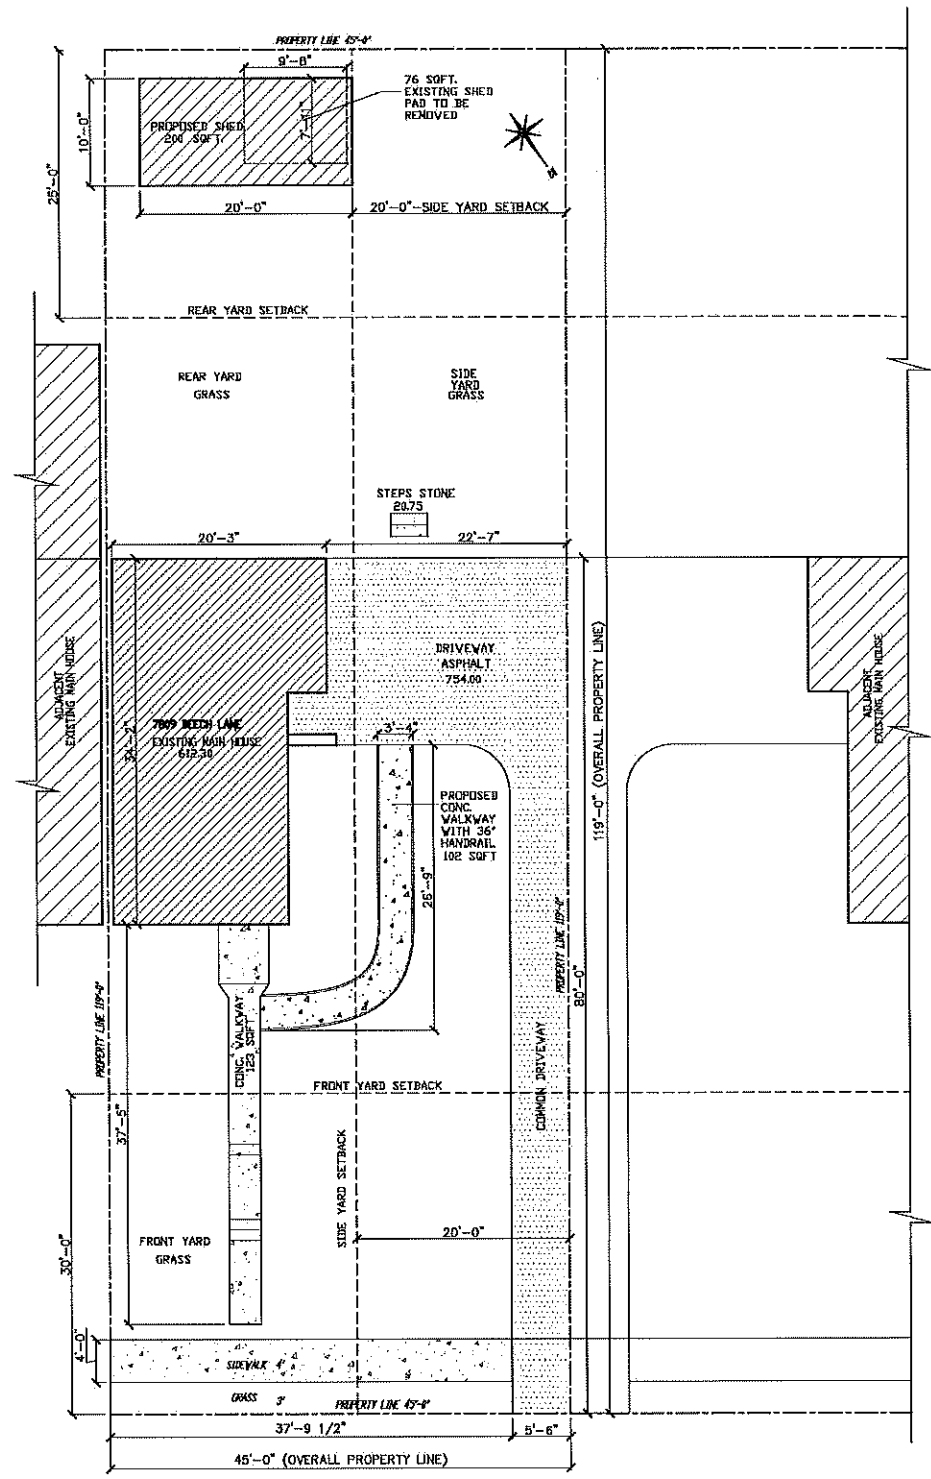 PROPERTY LINE 45'-0"
9'-8"
76 SQFT.
EXISTING SHED
PAD TO BE
REMOVED
10'-0"
PROPOSED SHED
200 SQFT.
25'-0"
20'-0"
20'-0"-SIDE YARD SETBACK
REAR YARD SETBACK
REAR YARD
GRASS
SIDE
YARD
GRASS
STEPS STONE
20.75
20'-3"
22'-7"
ADJACENT
EXISTING MAIN HOUSE
DRIVEWAY
ASPHALT
754.00
119'-0" (OVERALL PROPERTY LINE)
ADJACENT
EXISTING MAIN HOUSE
34'-2"
7809 BEECH LANE
EXISTING MAIN HOUSE
612.30
3'-4"
PROPOSED
CONC.
WALKWAY
WITH 36"
HANDRAIL
102 SQFT
26'-9"
PROPERTY LINE 119'-0"
80'-0"
PROPERTY LINE 119'-0"
CONC. WALKWAY
123 SQFT
COMMON DRIVEWAY
FRONT YARD SETBACK
37'-5"
SIDE YARD SETBACK
20'-0"
FRONT YARD
GRASS
30'-0"
4'-0"
SIDEWALK 4'
GRASS 3'
PROPERTY LINE 45'-0"
37'-9 1/2"
5'-6"
45'-0" (OVERALL PROPERTY LINE)